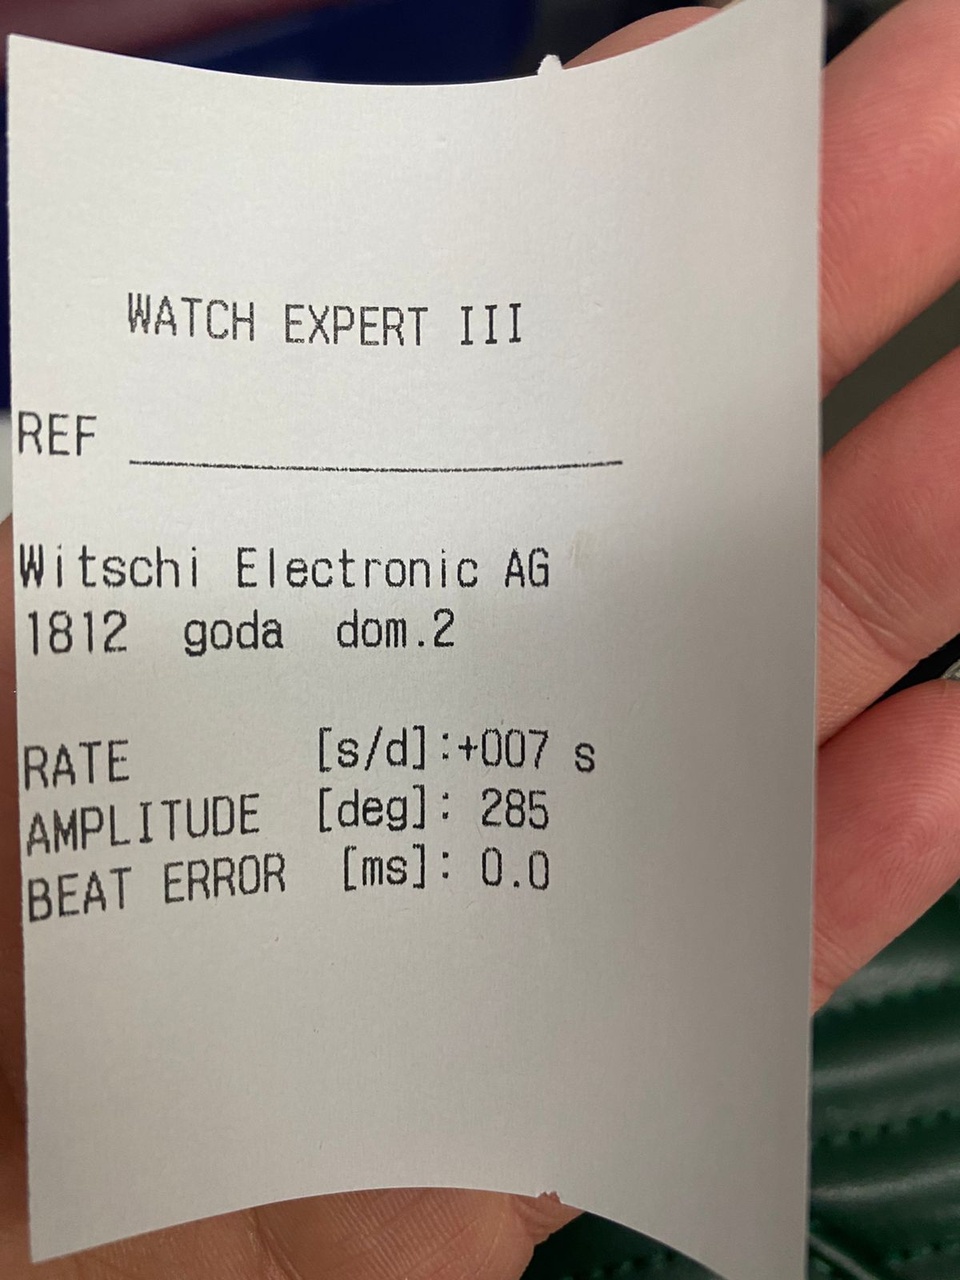 WATCH EXPERT III
REF ____________________
Witschi Electronic AG
1812 goda dom.2
RATE [s/d]:+007 s
AMPLITUDE [deg]: 285
BEAT ERROR [ms]: 0.0